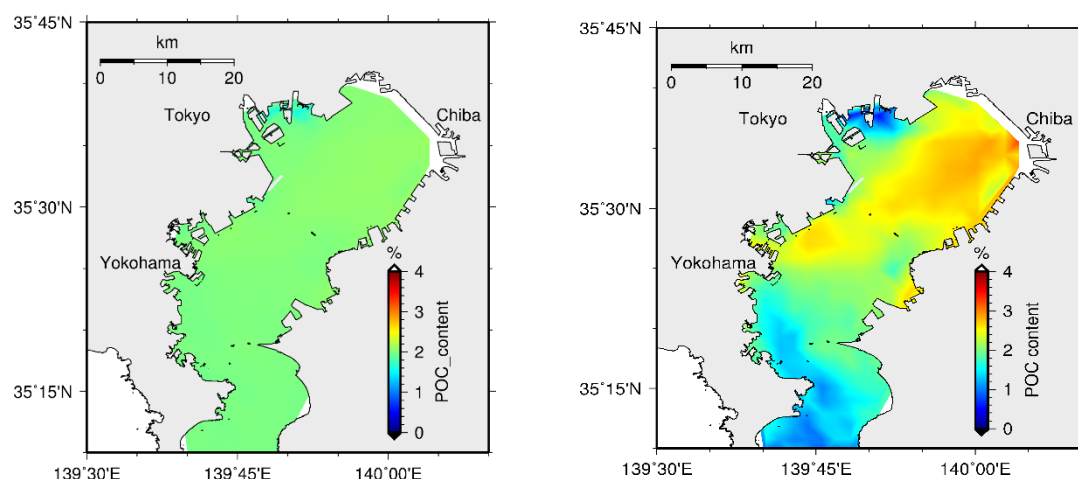 35˚45'N
km
0 10 20
Tokyo
Chiba
35˚30'N
Yokohama
%
4
3
2
1
0
POC_content
35˚15'N
139˚30'E 139˚45'E 140˚00'E
35˚45'N
km
0 10 20
Tokyo
Chiba
35˚30'N
Yokohama
%
4
3
2
1
0
POC content
35˚15'N
139˚30'E 139˚45'E 140˚00'E